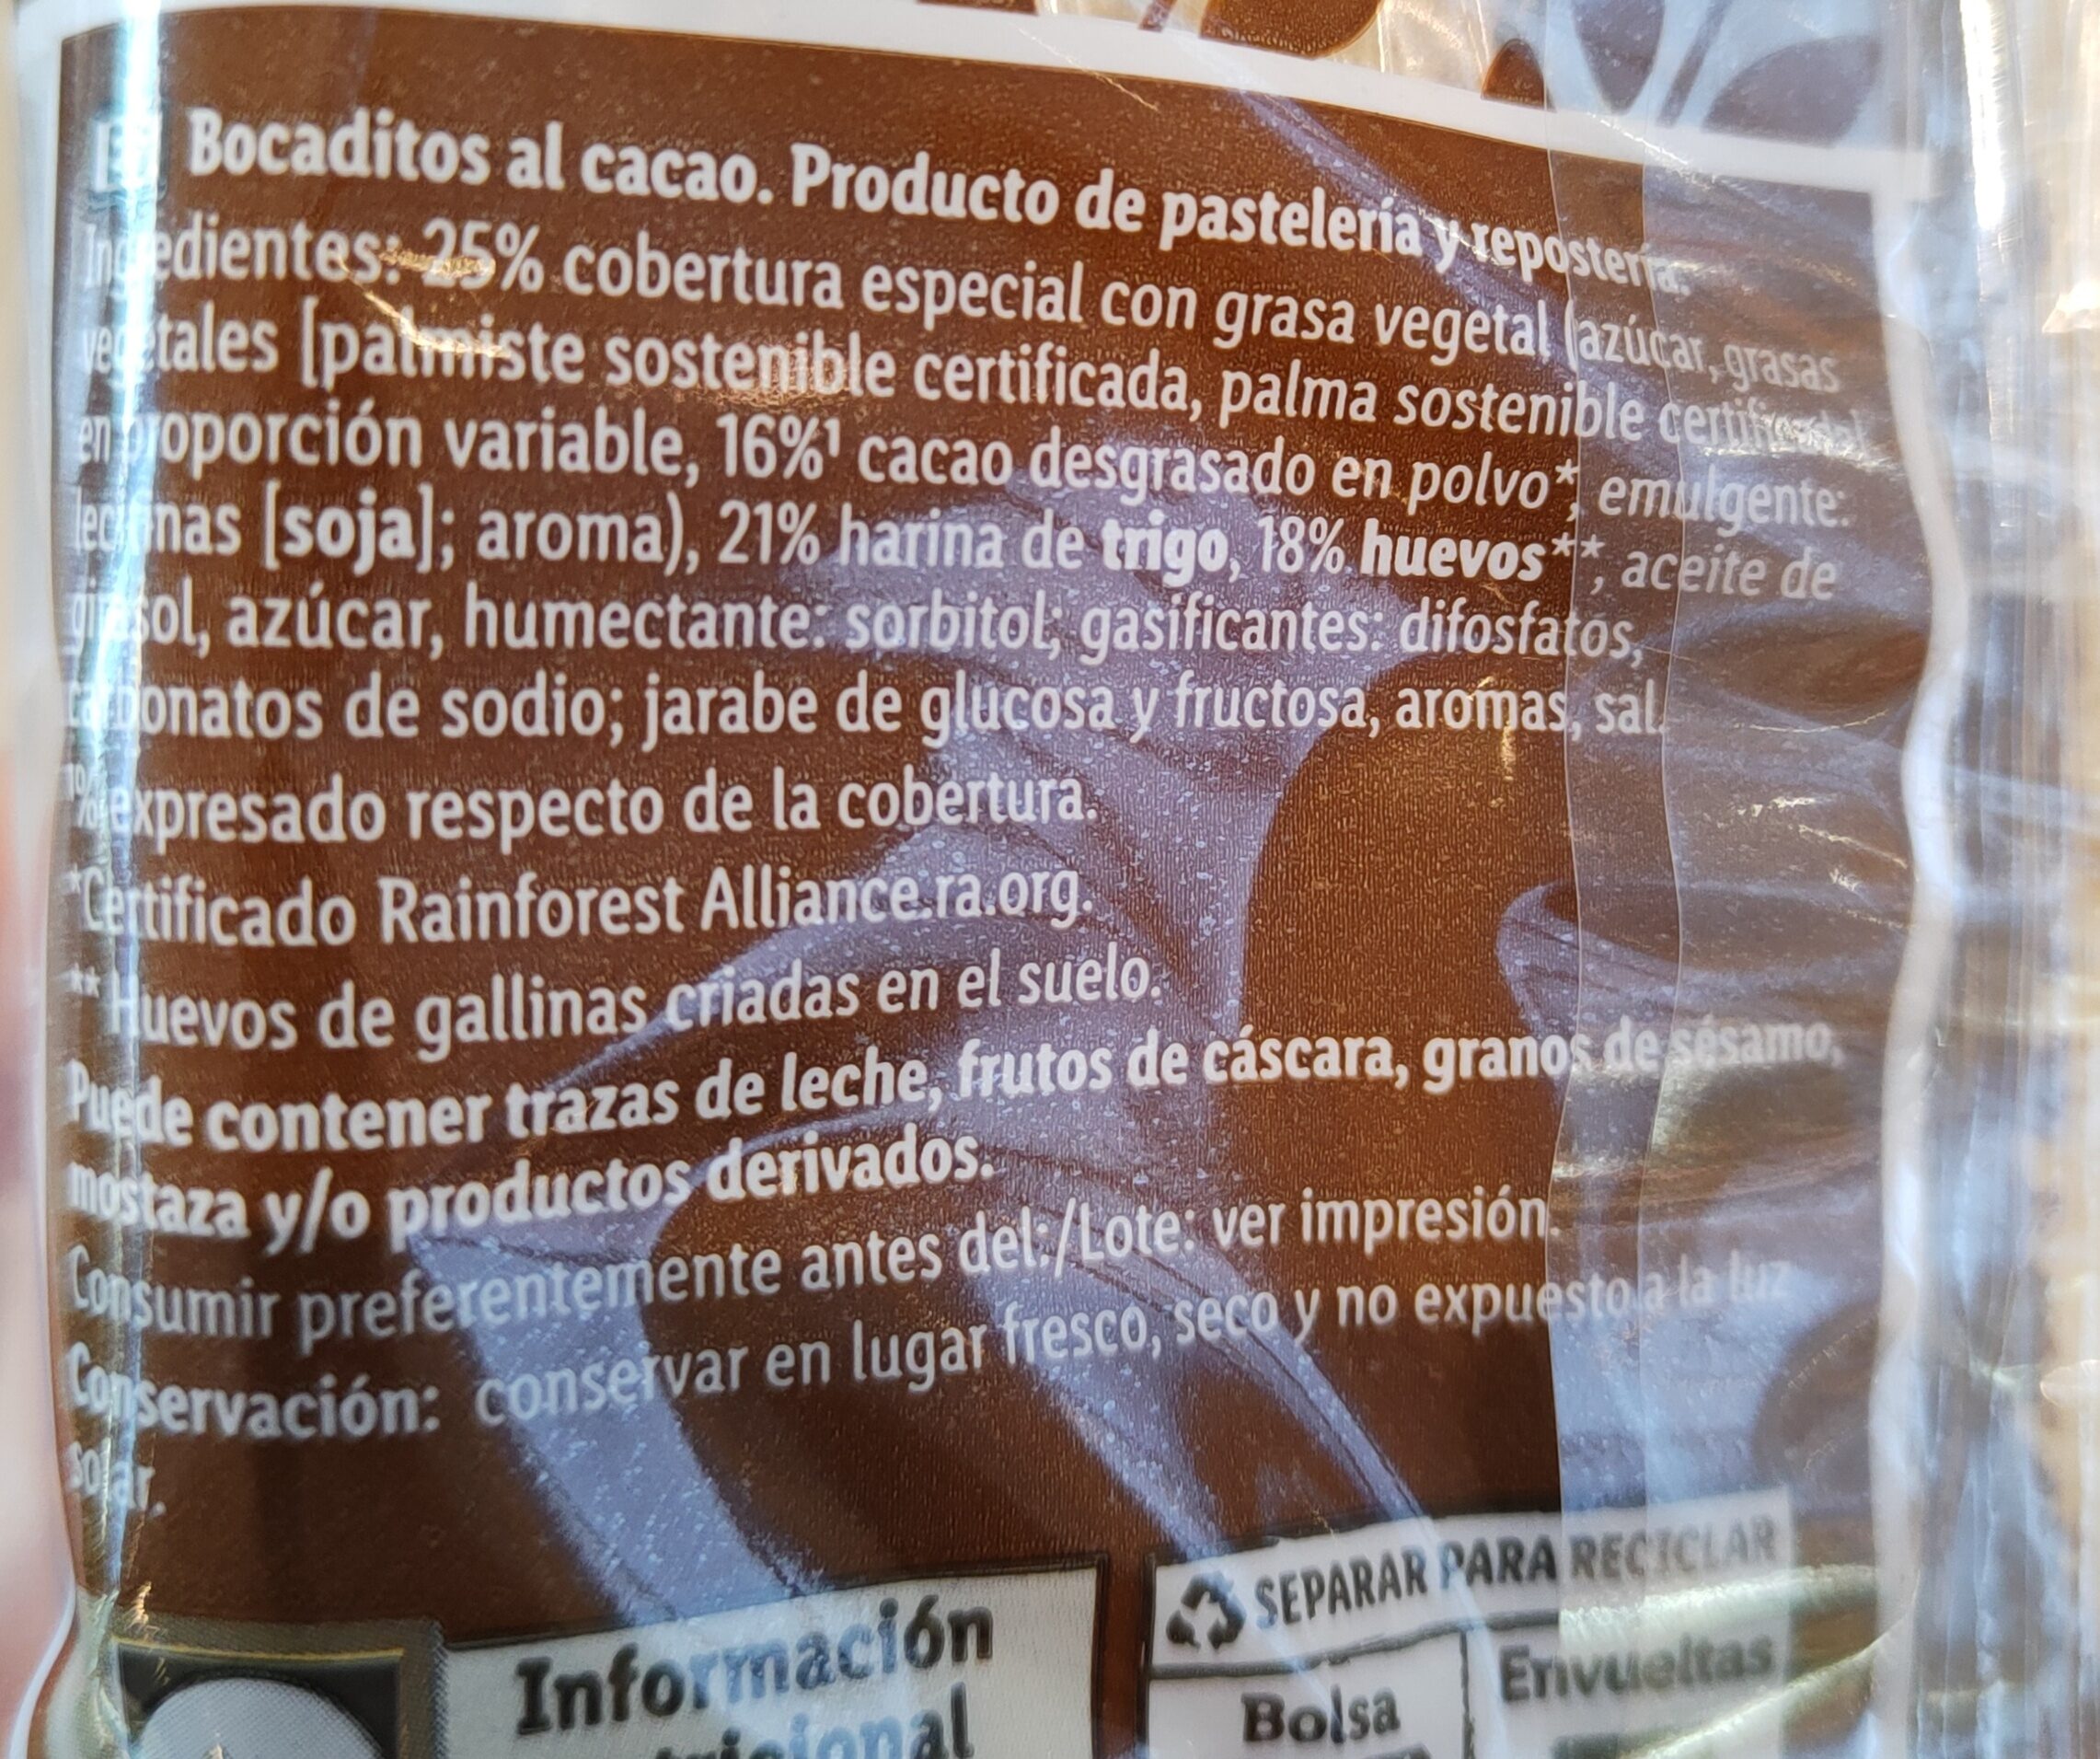 ES Bocaditos al cacao. Producto de pastelería y repostería.
Ingredientes: 25% cobertura especial con grasa vegetal (azúcar, grasas
vegetales [palmiste sostenible certificada, palma sostenible certificada]
en proporción variable, 16%¹ cacao desgrasado en polvo*, emulgente:
lecitinas [soja]; aroma), 21% harina de trigo, 18% huevos**, aceite de
girasol, azúcar, humectante: sorbitol; gasificantes: difosfatos,
carbonatos de sodio; jarabe de glucosa y fructosa, aromas, sal.
¹% expresado respecto de la cobertura.
*Certificado Rainforest Alliance.ra.org.
**Huevos de gallinas criadas en el suelo.
Puede contener trazas de leche, frutos de cáscara, granos de sésamo,
mostaza y/o productos derivados.
Consumir preferentemente antes del:/Lote: ver impresión.
Conservación: conservar en lugar fresco, seco y no expuesto a la luz
solar.
SEPARAR PARA RECICLAR
Información
Bolsa
Envueltas